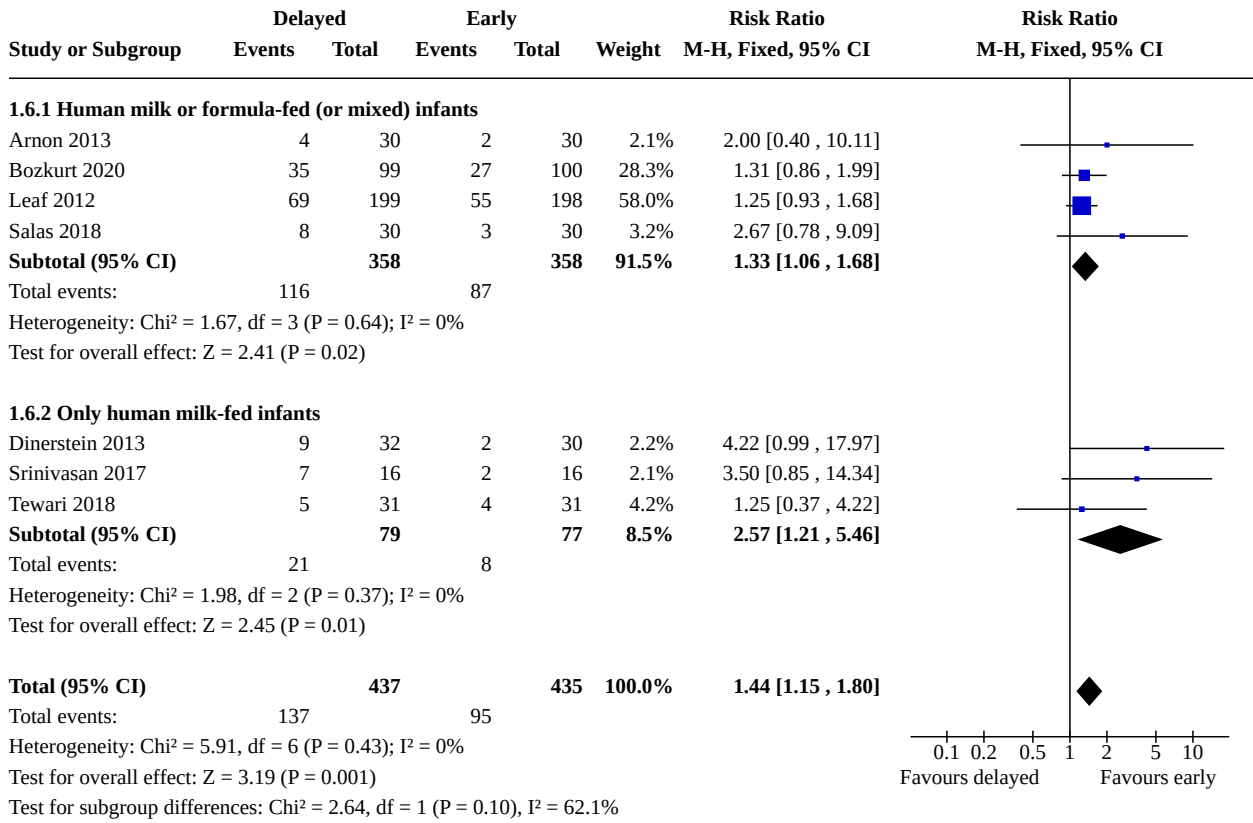 Delayed Early Risk Ratio Risk Ratio
Study or Subgroup Events Total Events Total Weight M-H, Fixed, 95% CI M-H, Fixed, 95% CI
1.6.1 Human milk or formula-fed (or mixed) infants
Arnon 2013 4 30 2 30 2.1% 2.00 [0.40 , 10.11]
Bozkurt 2020 35 99 27 100 28.3% 1.31 [0.86 , 1.99]
Leaf 2012 69 199 55 198 58.0% 1.25 [0.93 , 1.68]
Salas 2018 8 30 3 30 3.2% 2.67 [0.78 , 9.09]
Subtotal (95% CI) 358 358 91.5% 1.33 [1.06 , 1.68]
Total events: 116 87
Heterogeneity: Chi² = 1.67, df = 3 (P = 0.64); I² = 0%
Test for overall effect: Z = 2.41 (P = 0.02)
1.6.2 Only human milk-fed infants
Dinerstein 2013 9 32 2 30 2.2% 4.22 [0.99 , 17.97]
Srinivasan 2017 7 16 2 16 2.1% 3.50 [0.85 , 14.34]
Tewari 2018 5 31 4 31 4.2% 1.25 [0.37 , 4.22]
Subtotal (95% CI) 79 77 8.5% 2.57 [1.21 , 5.46]
Total events: 21 8
Heterogeneity: Chi² = 1.98, df = 2 (P = 0.37); I² = 0%
Test for overall effect: Z = 2.45 (P = 0.01)
Total (95% CI) 437 435 100.0% 1.44 [1.15 , 1.80]
Total events: 137 95
Heterogeneity: Chi² = 5.91, df = 6 (P = 0.43); I² = 0%
0.1 0.2 0.5 1 2 5 10
Test for overall effect: Z = 3.19 (P = 0.001)
Favours delayed Favours early
Test for subgroup differences: Chi² = 2.64, df = 1 (P = 0.10), I² = 62.1%